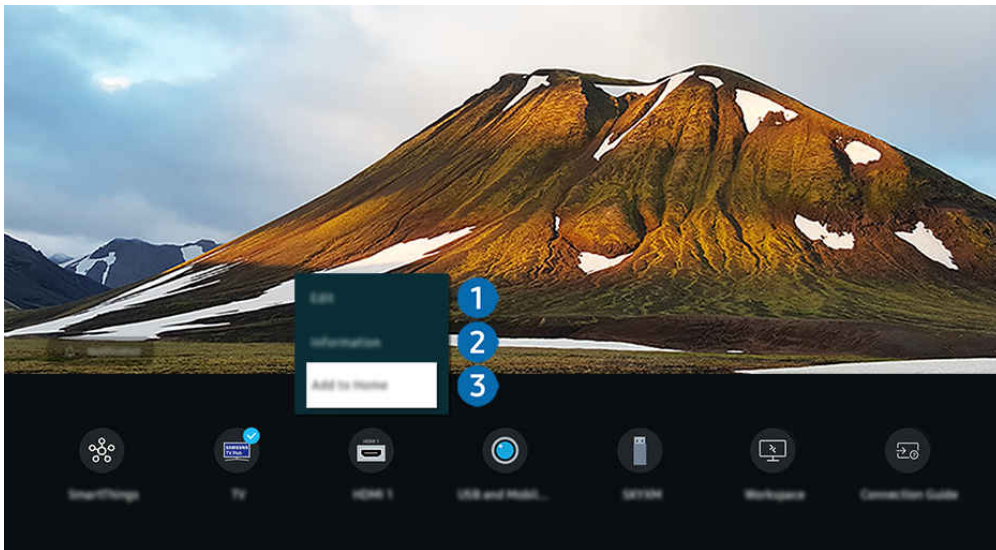 Edit
1
Information
2
Add to Home
3
SAMSUNG
TV Plus
HDMI 1
SmartThings
TV
HDMI 1
USB and Mobil...
Workspace
Connection Guide